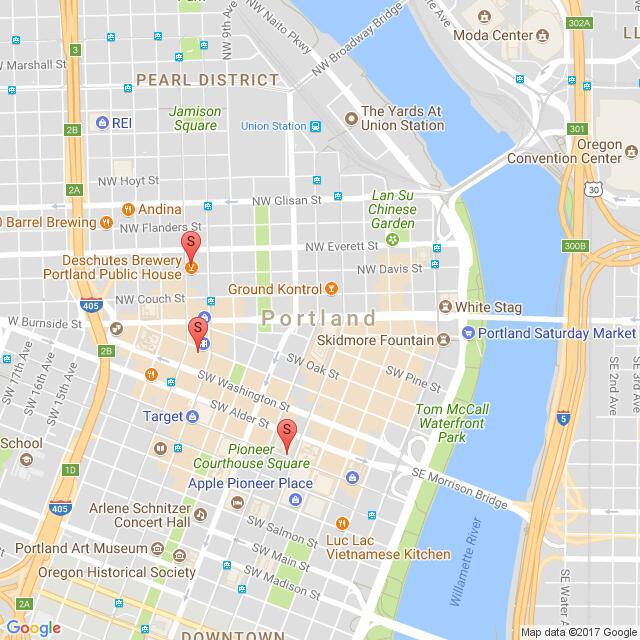 NW 9th Ave
NW Naito Pkwy
NW Broadway Bridge
Moda Center
302A
LL
W Marshall St
PEARL DISTRICT
The Yards At
Union Station
301
REI
Jamison
Square
Union Station
2B
Oregon
Convention Center
NW Hoyt St
2A
30
Andina
NW Glisan St
Lan Su
Chinese
Garden
0 Barrel Brewing
NW Flanders St
Deschutes Brewery
Portland Public House
S
NW Everett St
300B
NW Davis St
NW Couch St
Ground Kontrol
405
White Stag
W Burnside St
Portland
Portland Saturday Market
S
Skidmore Fountain
2B
SW 17th Ave
SW 16th Ave
SW 15th Ave
SW Oak St
SW Pine St
SE 2nd Ave
SE 3rd Ave
SW Washington St
Target
SW Alder St
Tom McCall
Waterfront
Park
5
S
School
Pioneer
Courthouse Square
1D
Apple Pioneer Place
SE Morrison Bridge
405
Arlene Schnitzer
Concert Hall
SW Salmon St
Luc Lac
Vietnamese Kitchen
Portland Art Museum
SW Main St
Oregon Historical Society
SW Madison St
Willamette River
SE Water A
2A
Google
DOWNTOWN
Map data ©2017 Google